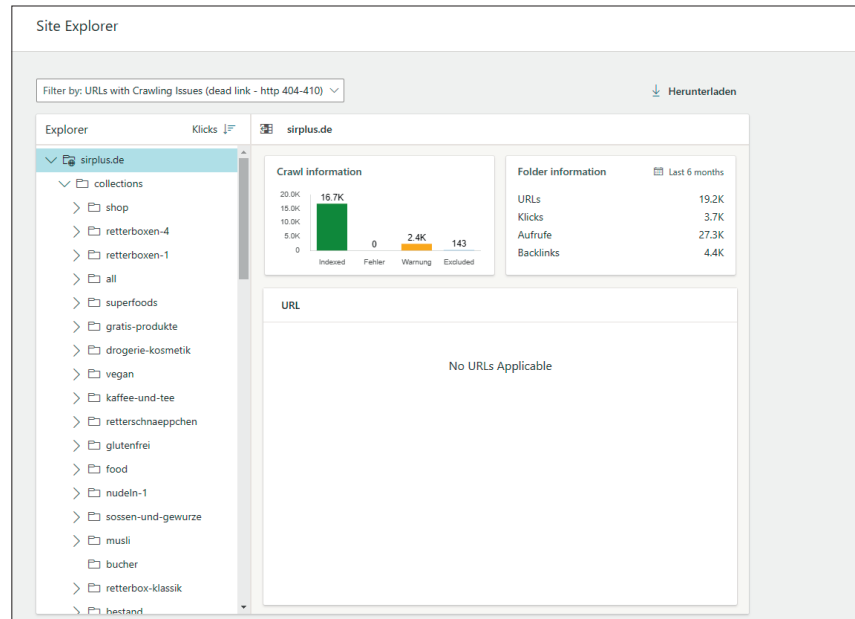 Site Explorer
Filter by: URLs with Crawling Issues (dead link - http 404-410)
Herunterladen
Explorer
Klicks
sirplus.de
sirplus.de
collections
shop
retterboxen-4
retterboxen-1
all
superfoods
gratis-produkte
drogerie-kosmetik
vegan
kaffee-und-tee
retterschnaeppchen
glutenfrei
food
nudeln-1
sossen-und-gewurze
musli
bucher
retterbox-klassik
bestand
Crawl information
20.0K
15.0K
10.0K
5.0K
0
16.7K
0
2.4K
143
Indexed
Fehler
Warnung
Excluded
Folder information
Last 6 months
URLs 19.2K
Klicks 3.7K
Aufrufe 27.3K
Backlinks 4.4K
URL
No URLs Applicable